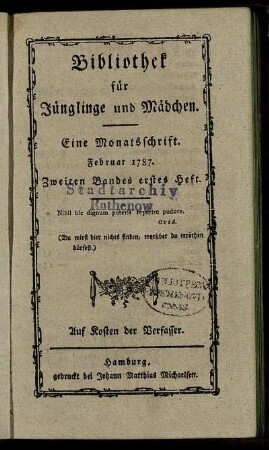 Bibliothek
für
Jünglinge und Mädchen.
Eine Monatsschrift.
Februar 1787.
Zweiten Bandes erstes Heft.
Stadtarchiv
Rathenow
Nihil hic dignum poteris reperire pudore.
Ovid.
(Du wirst hier nichts finden, worüber du erröthen
dürfest.)
Auf Kosten der Verfasser.
Hamburg,
gedruckt bei Johann Matthias Michaelsen.